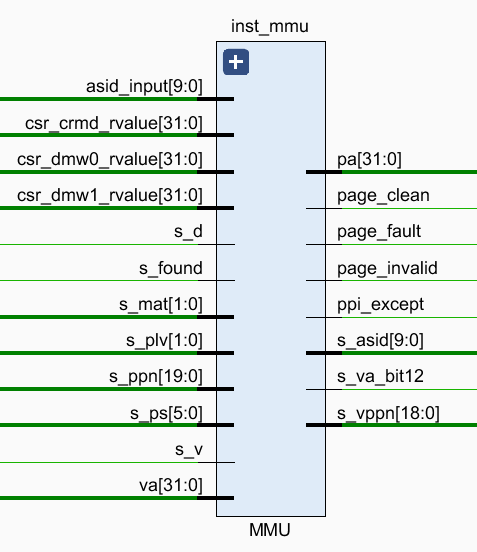 inst_mmu
asid_input[9:0]
csr_crmd_rvalue[31:0]
csr_dmw0_rvalue[31:0]
csr_dmw1_rvalue[31:0]
s_d
s_found
s_mat[1:0]
s_plv[1:0]
s_ppn[19:0]
s_ps[5:0]
s_v
va[31:0]
pa[31:0]
page_clean
page_fault
page_invalid
ppi_except
s_asid[9:0]
s_va_bit12
s_vppn[18:0]
MMU